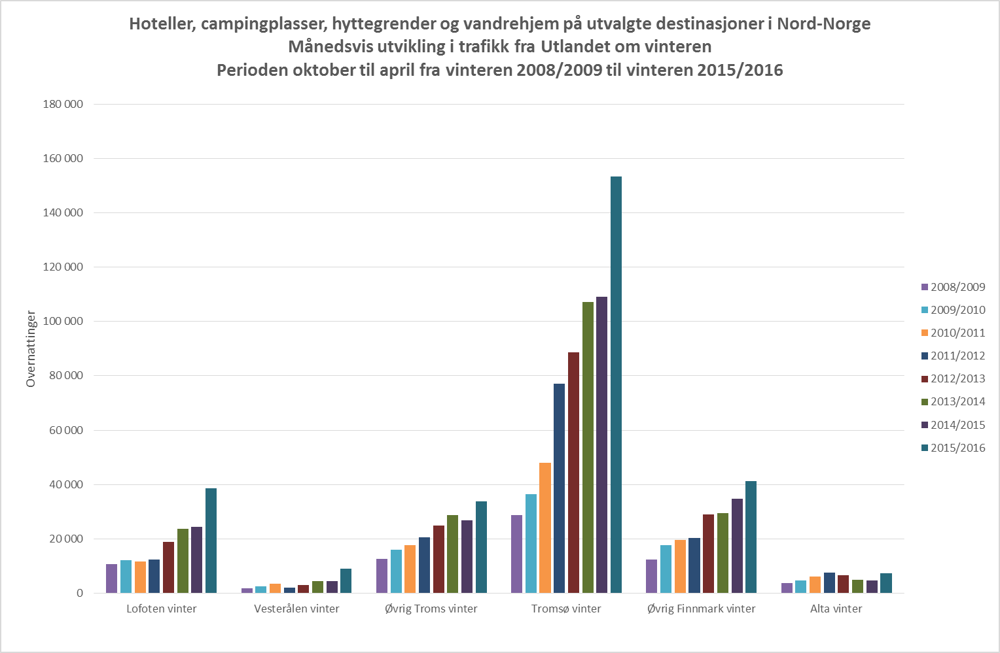 Hoteller, campingplasser, hyttegrender og vandrehjem på utvalgte destinasjoner i Nord-Norge
Månedsvis utvikling i trafikk fra Utlandet om vinteren
Perioden oktober til april fra vinteren 2008/2009 til vinteren 2015/2016
180 000
160 000
140 000
120 000
100 000
80 000
60 000
40 000
20 000
0
Overnattinger
Lofoten vinter
Vesterålen vinter
Øvrig Troms vinter
Tromsø vinter
Øvrig Finnmark vinter
Alta vinter
2008/2009
2009/2010
2010/2011
2011/2012
2012/2013
2013/2014
2014/2015
2015/2016